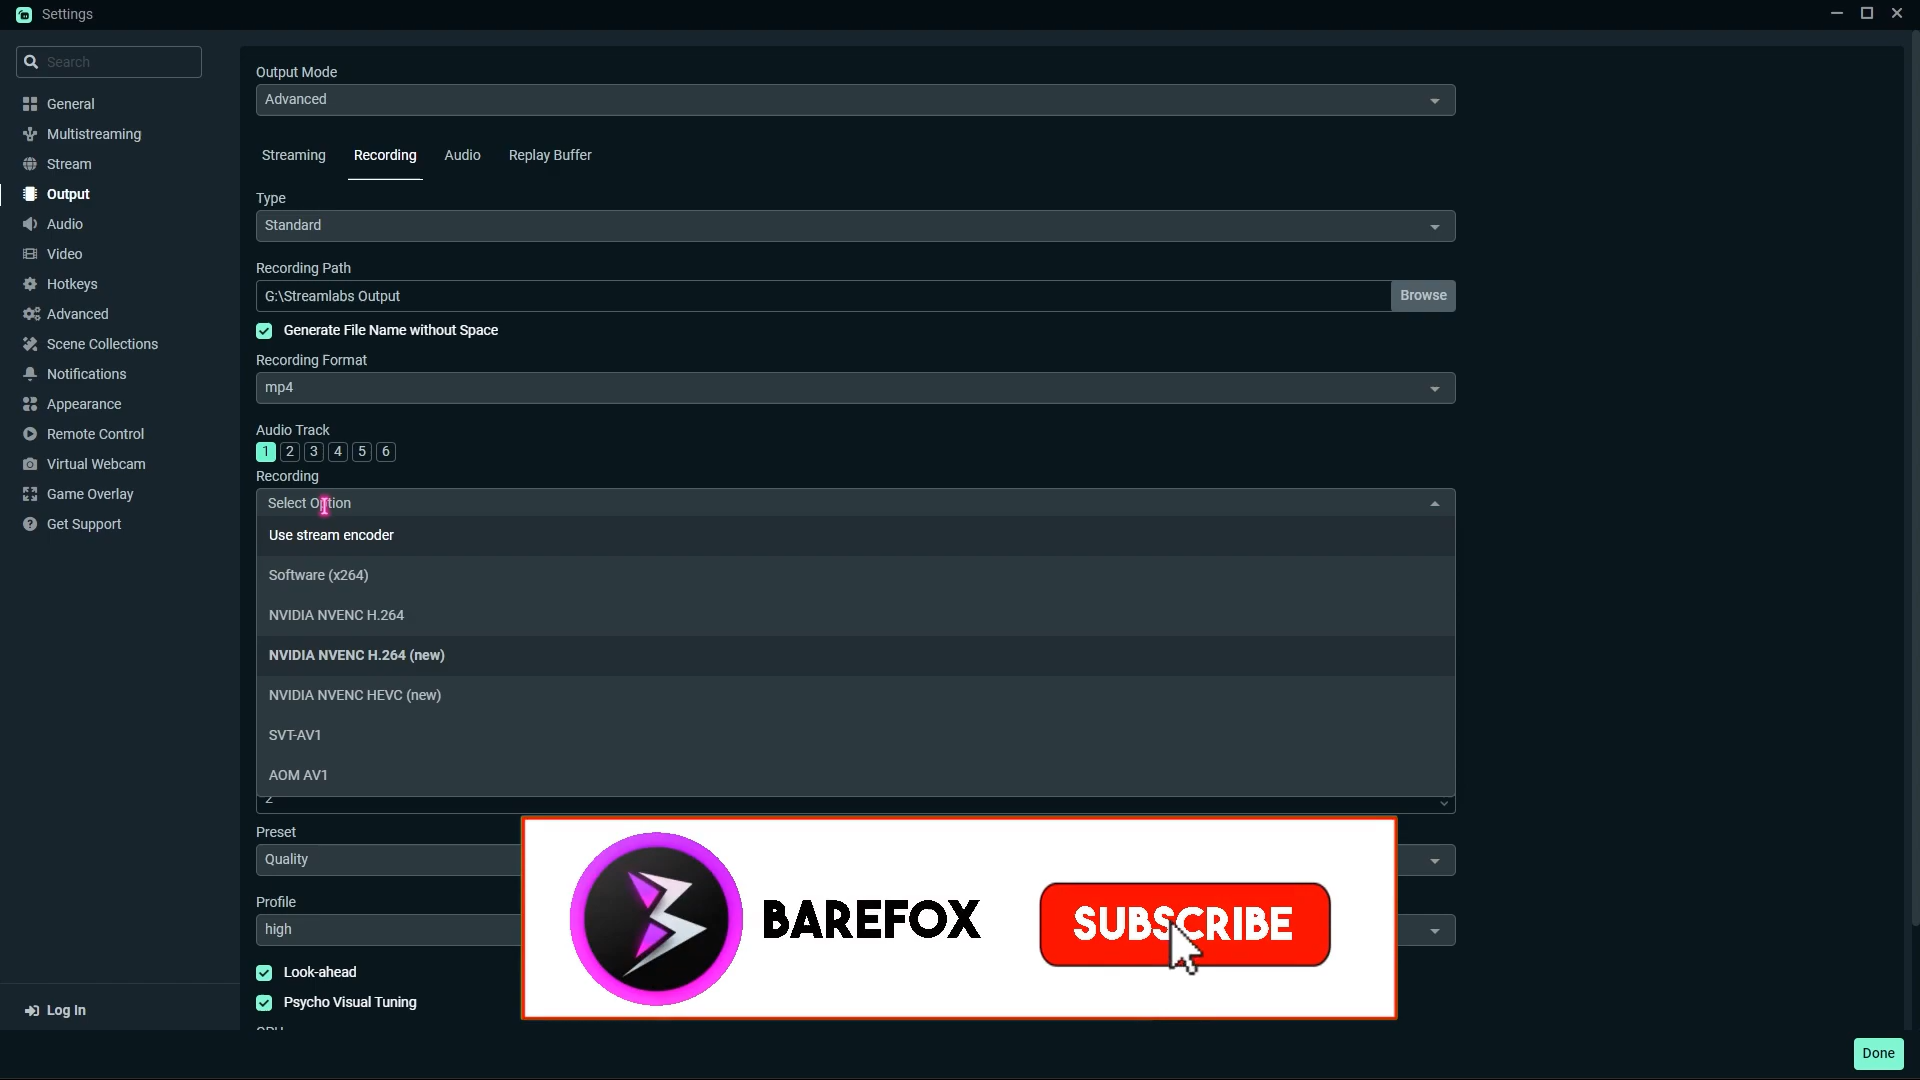 Settings
Search
General
Multistreaming
Stream
Output
Audio
Video
Hotkeys
Advanced
Scene Collections
Notifications
Appearance
Remote Control
Virtual Webcam
Game Overlay
Get Support
Log In
Output Mode
Advanced
Streaming Recording Audio Replay Buffer
Type
Standard
Recording Path
G:\Streamlabs Output
Browse
Generate File Name without Space
Recording Format
mp4
Audio Track
1 2 3 4 5 6
Recording
Select Option
Use stream encoder
Software (x264)
NVIDIA NVENC H.264
NVIDIA NVENC H.264 (new)
NVIDIA NVENC HEVC (new)
SVT-AV1
AOM AV1
2
Preset
Quality
Profile
high
Look-ahead
Psycho Visual Tuning
BAREFOX
SUBSCRIBE
Done